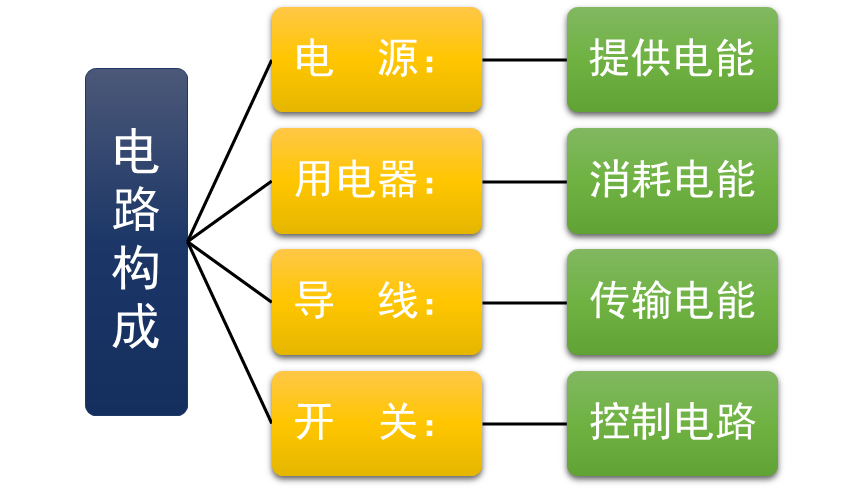 电路构成
电　源：
提供电能
用电器：
消耗电能
导　线：
传输电能
开　关：
控制电路